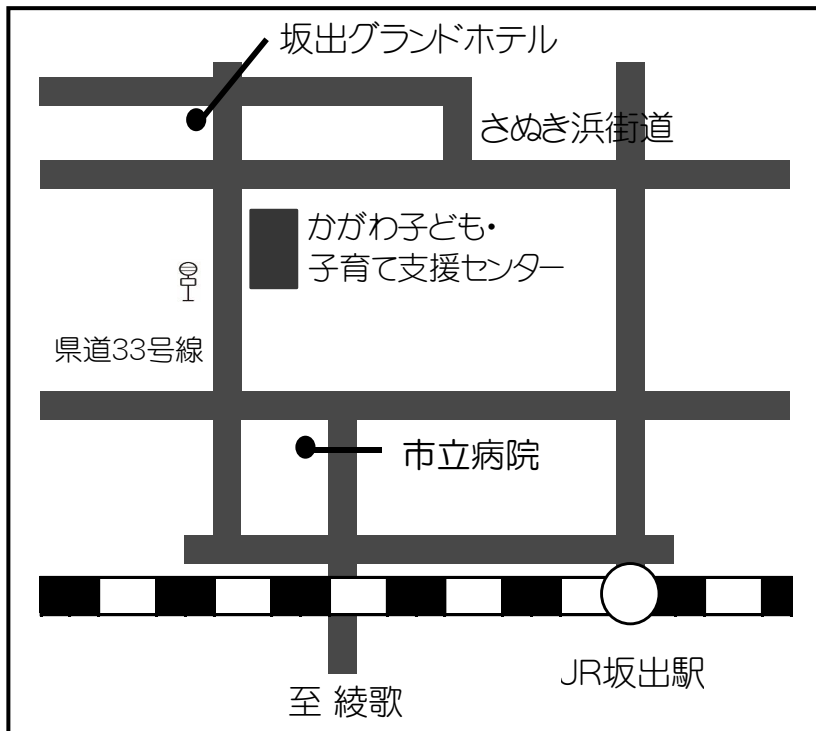 坂出グランドホテル
さぬき浜街道
かがわ子ども・
子育て支援センター
県道33号線
市立病院
JR坂出駅
至 綾歌